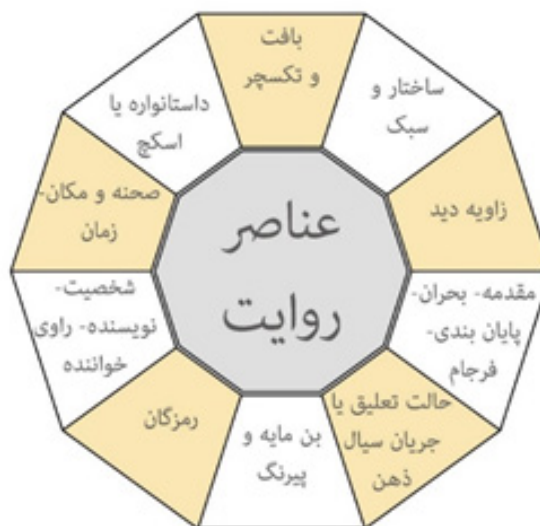 عناصر
روایت
بافت
و تکسچر
ساختار و
سبک
زاویه دید
مقدمه- بحران-
پایان بندی-
فرجام
حالت تعلیق یا
جریان سیال
ذهن
بن مایه و
پیرنگ
رمزگان
شخصیت-
نویسنده- راوی
خواننده
صحنه و مکان-
زمان
داستانواره یا
اسکچ